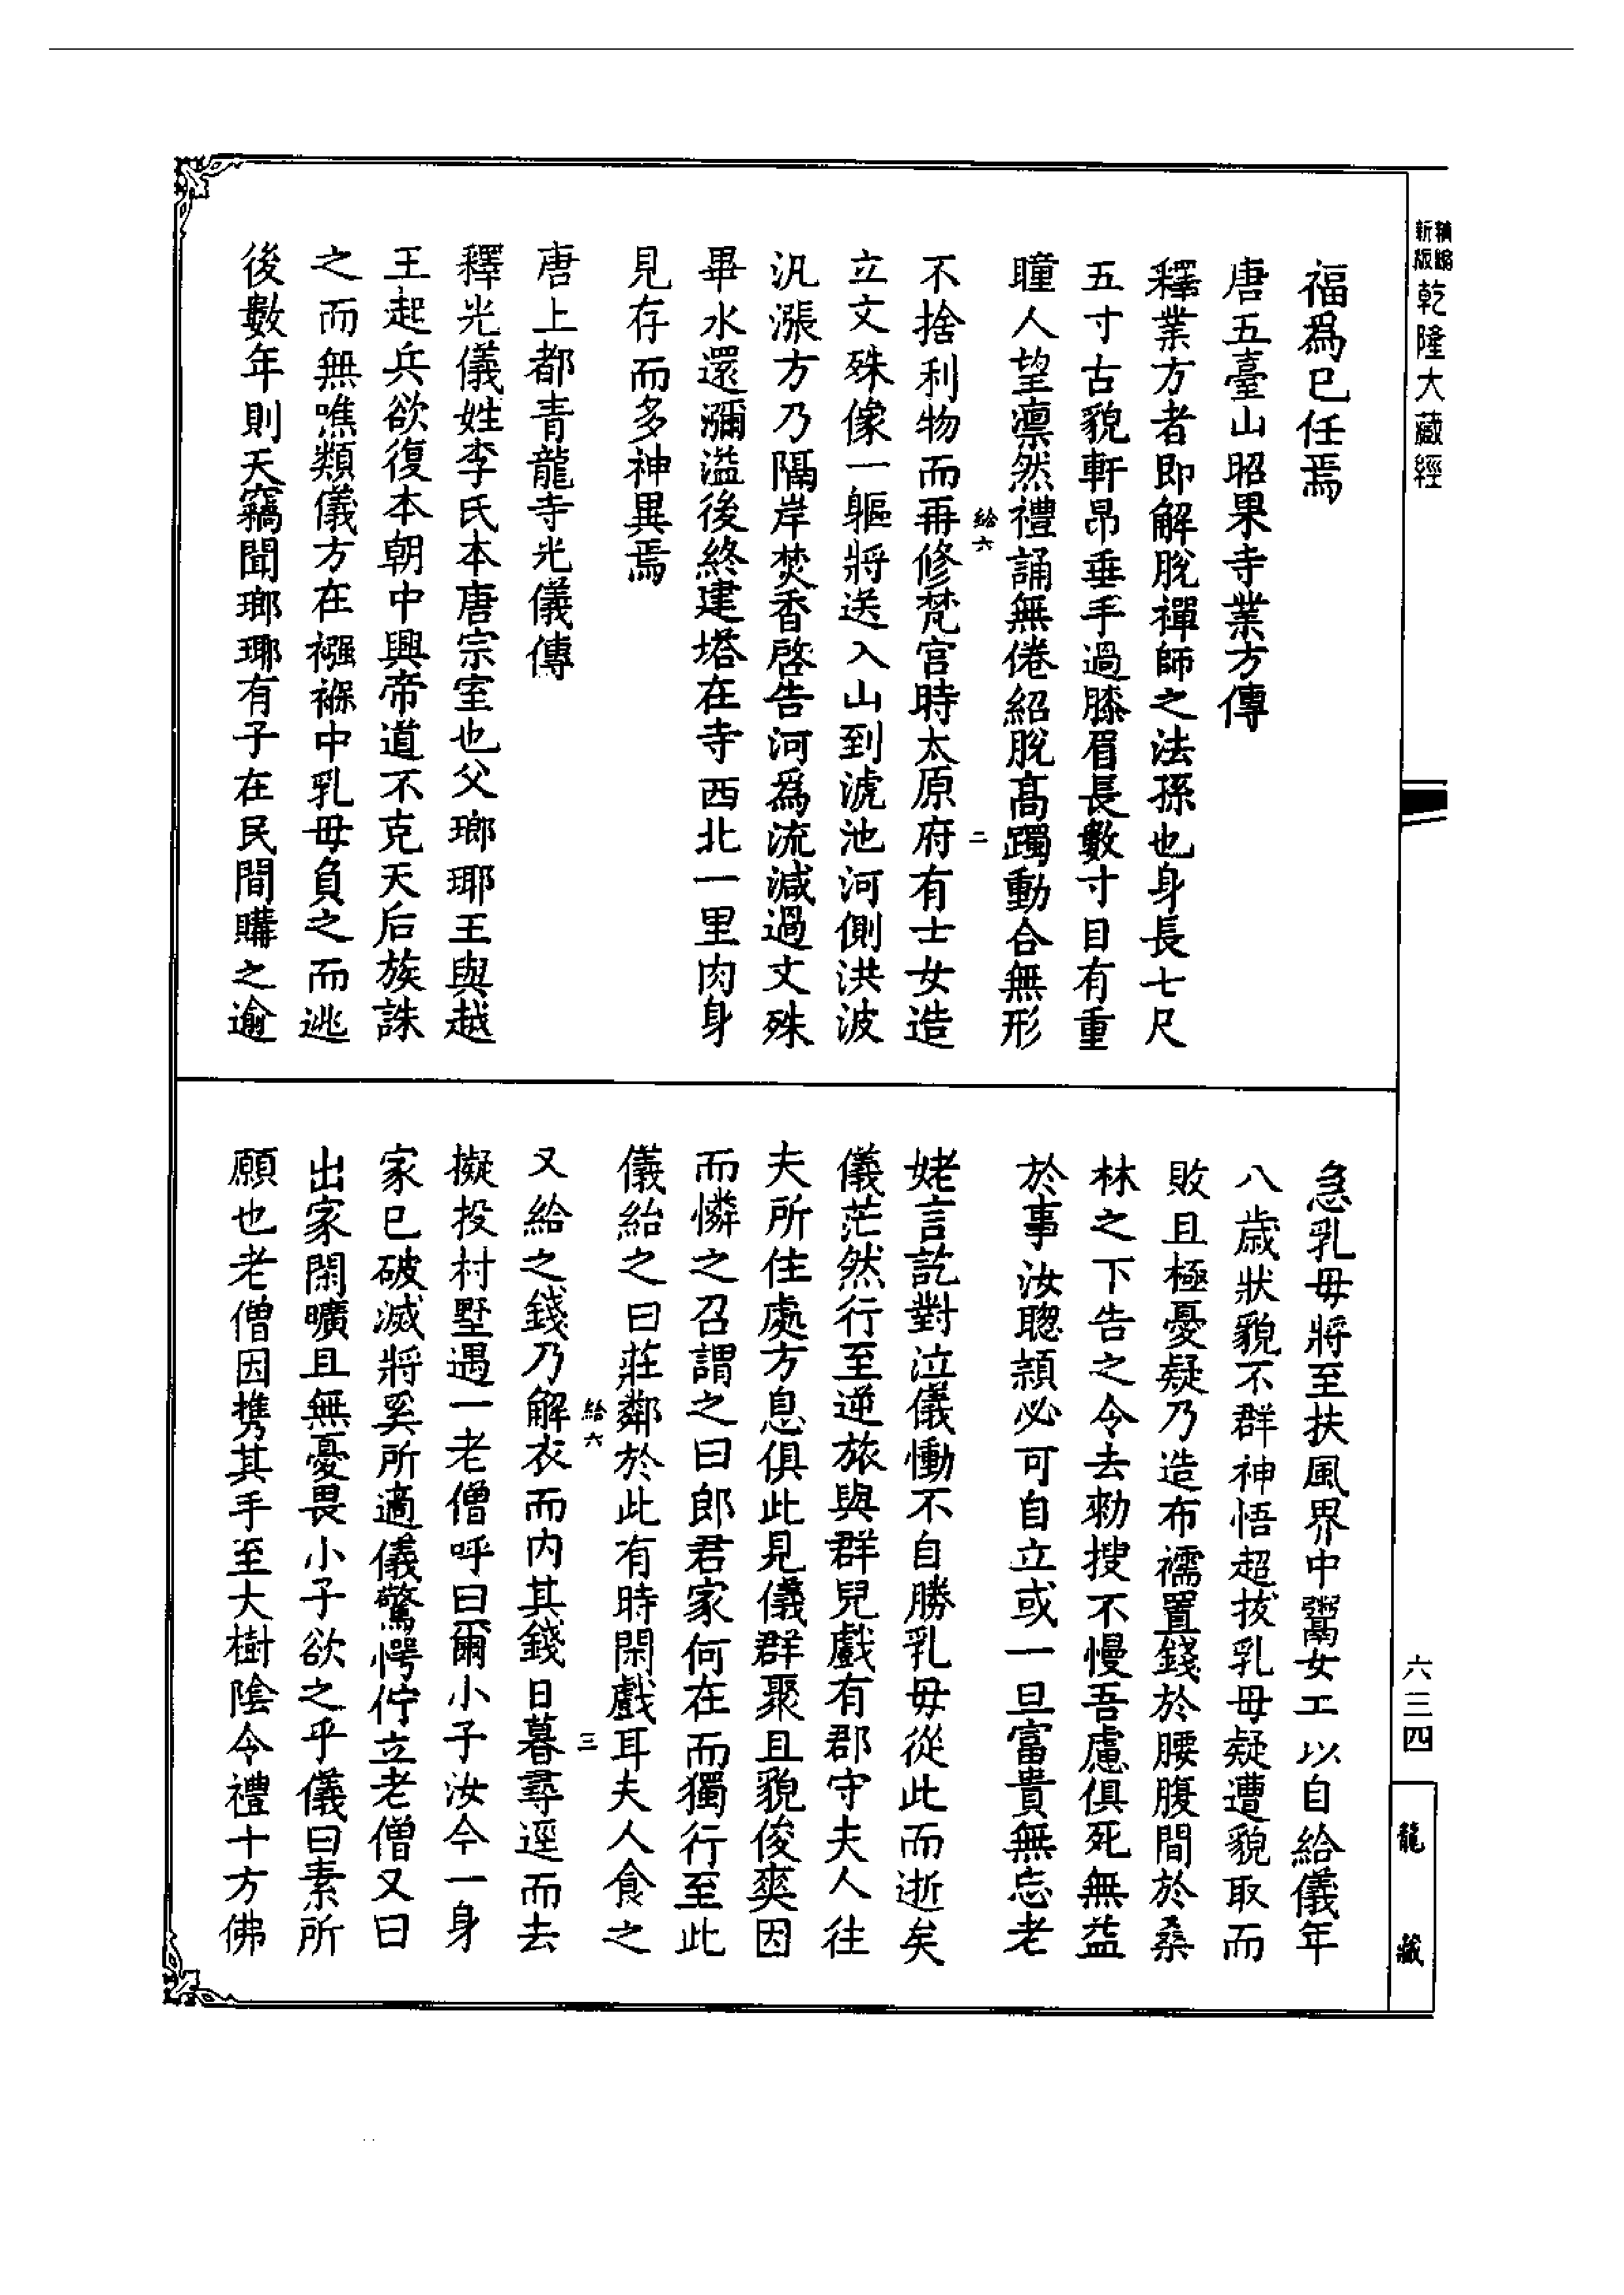 新版精編
乾隆大藏經
福爲已任焉
唐五臺山昭果寺業方傳
釋業方者即解脫禪師之法孫也身長七尺
五寸古貌軒昂垂手過膝眉長數寸目有重
瞳人望凛然禮誦無倦紹脫髙躅動合無形
給六
二
不捨利物而再修梵宫時太原府有士女造
立文殊像一軀將送入山到滹池河側洪波
汎漲方乃隔岸焚香啓告河爲流減過文殊
畢水還瀰溢後終建塔在寺西北一里肉身
見存而多神異焉
唐上都青龍寺光儀傳
釋光儀姓李氏本唐宗室也父瑯琊王與越
王起兵欲復本朝中興帝道不克天后族誅
之而無噍類儀方在襁褓中乳母負之而逃
後數年則天竊聞瑯琊有子在民間購之逾
急乳母將至扶風界中鬻女工以自給儀年
八歲狀貌不群神悟超拔乳母疑遭貌取而
敗且極憂疑乃造布襦置錢於腰腹間於桑
林之下告之令去勑搜不慢吾慮俱死無益
於事汝聰頴必可自立或一旦富貴無忘老
姥言訖對泣儀慟不自勝乳母從此而逝矣
儀茫然行至逆旅與群兒戲有郡守夫人往
夫所住處方息俱此見儀群聚且貌俊爽因
而憐之召謂之曰郎君家何在而獨行至此
儀紿之曰莊鄰於此有時閑戲耳夫人食之
給六
三
又給之錢乃解衣而内其錢日暮尋逕而去
擬投村墅遇一老僧呼曰爾小子汝今一身
家已破滅將奚所適儀驚愕佇立老僧又曰
出家閑曠且無憂畏小子欲之乎儀曰素所
願也老僧因携其手至大樹陰令禮十方佛
六三四
龍藏